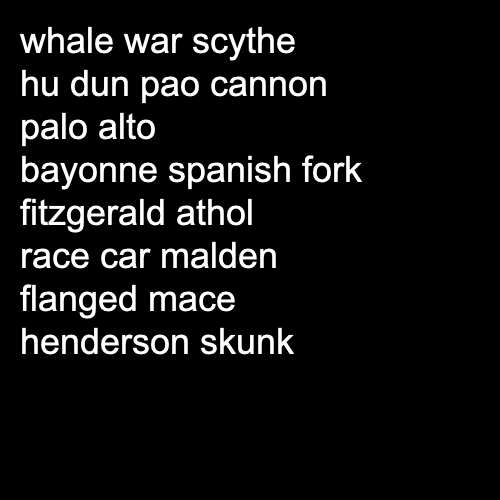 whale war scythe
hu dun pao cannon
palo alto
bayonne spanish fork
fitzgerald athol
race car malden
flanged mace
henderson skunk